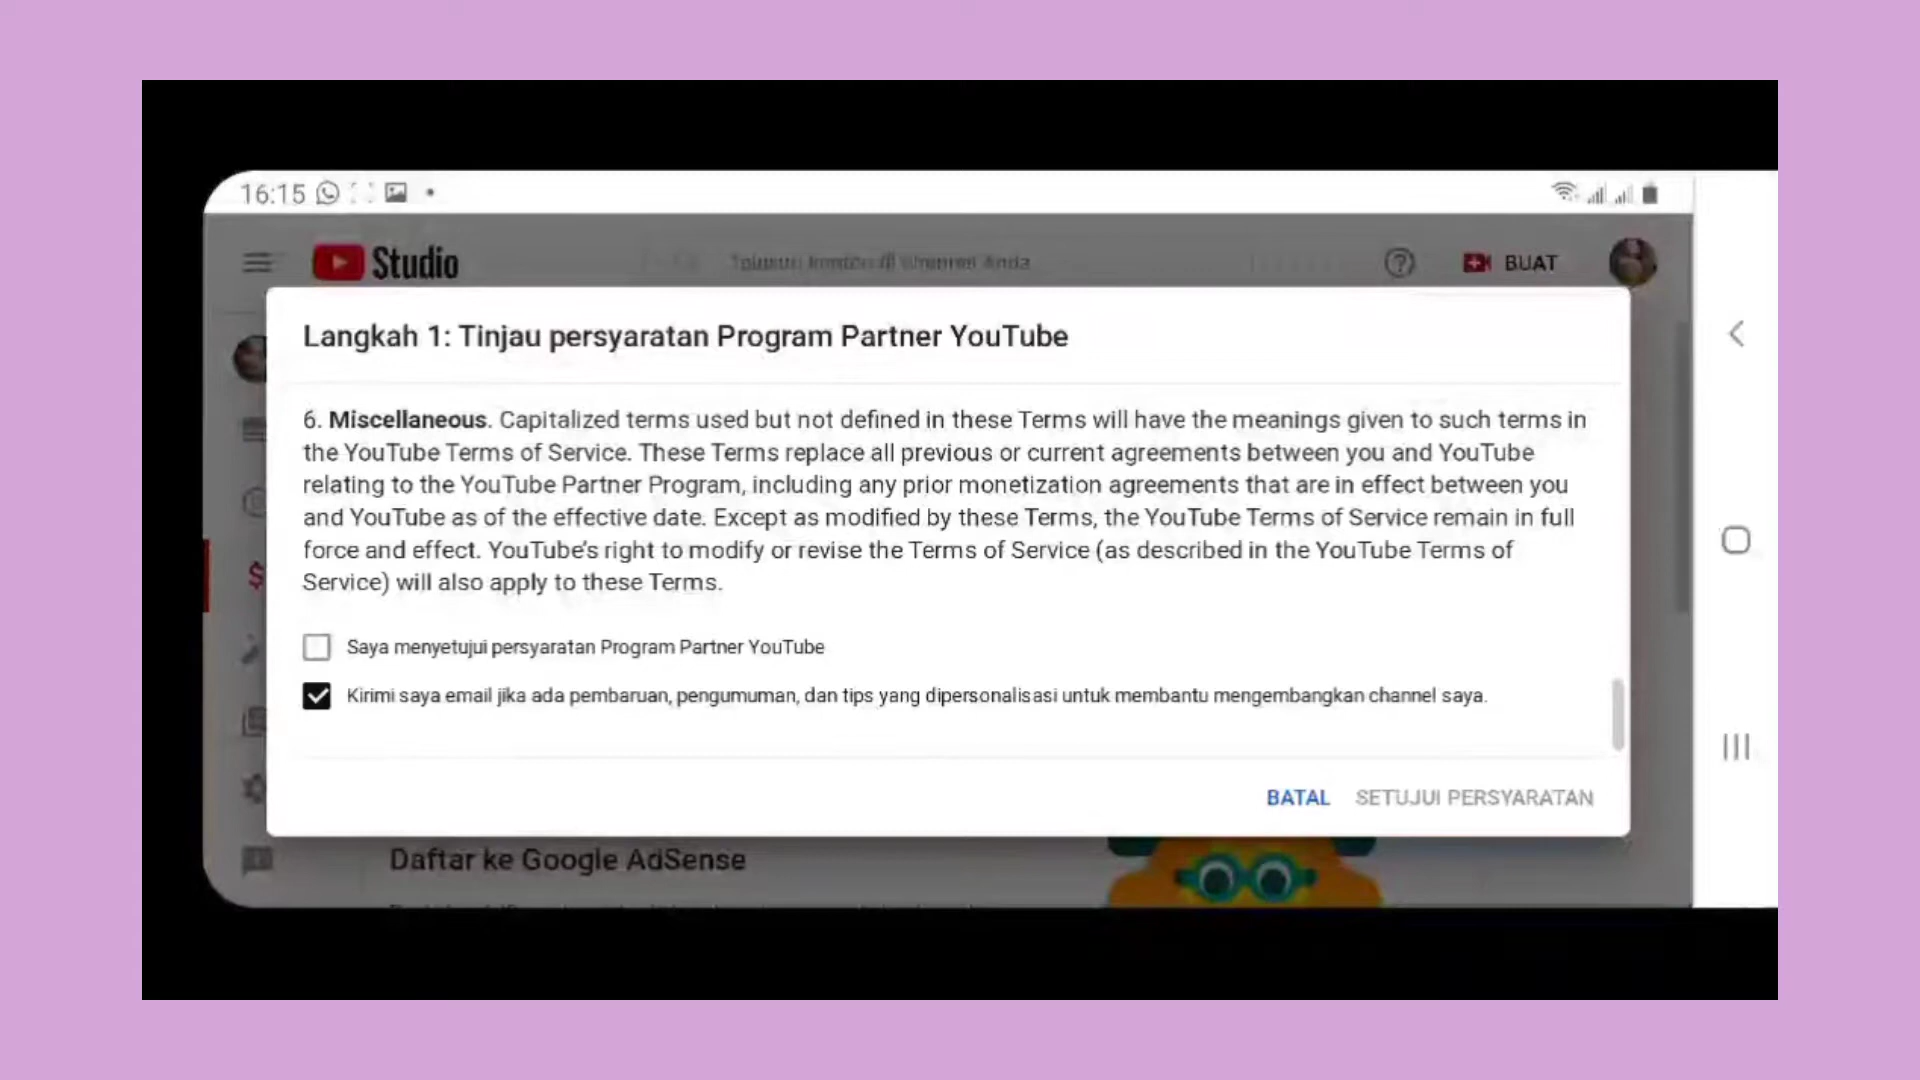 16:15
Studio
BUAT
Langkah 1: Tinjau persyaratan Program Partner YouTube
6. Miscellaneous. Capitalized terms used but not defined in these Terms will have the meanings given to such terms in
the YouTube Terms of Service. These Terms replace all previous or current agreements between you and YouTube
relating to the YouTube Partner Program, including any prior monetization agreements that are in effect between you
and YouTube as of the effective date. Except as modified by these Terms, the YouTube Terms of Service remain in full
force and effect. YouTube's right to modify or revise the Terms of Service (as described in the YouTube Terms of
Service) will also apply to these Terms.
Saya menyetujui persyaratan Program Partner YouTube
Kirimi saya email jika ada pembaruan, pengumuman, dan tips yang dipersonalisasi untuk membantu mengembangkan channel saya.
BATAL SETUJUI PERSYARATAN
Daftar ke Google AdSense